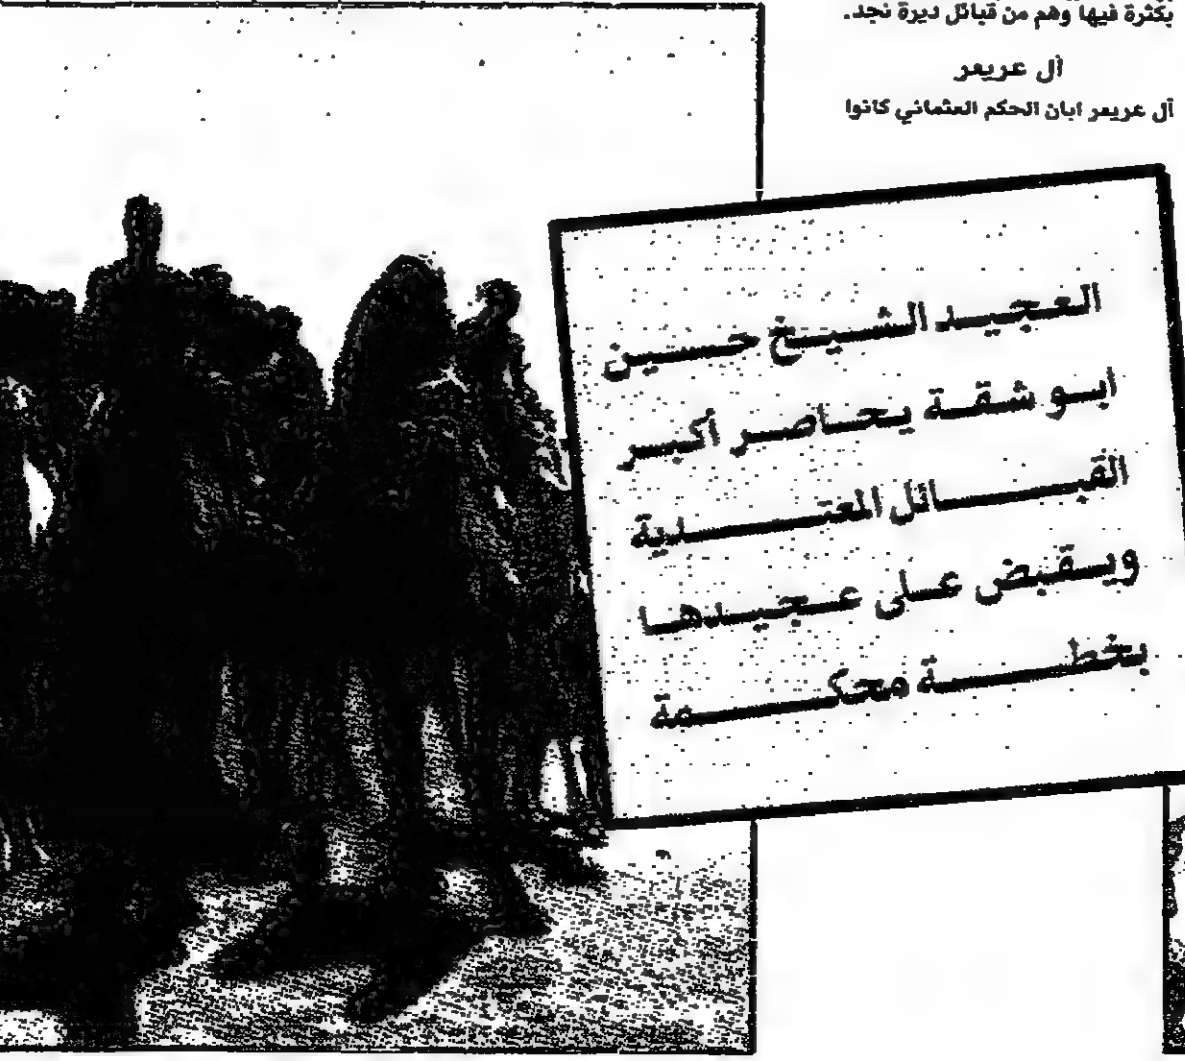 بكثرة فيها وهم من قبائل ديرة نجد.
آل عريعر
آل عريعر ابان الحكم العثماني كانوا
العجيد الشيخ حسين
ابو شقة يحاصر أكبر
القبائل المعتدية
ويقبض على عجيدها
بخطة محكمة